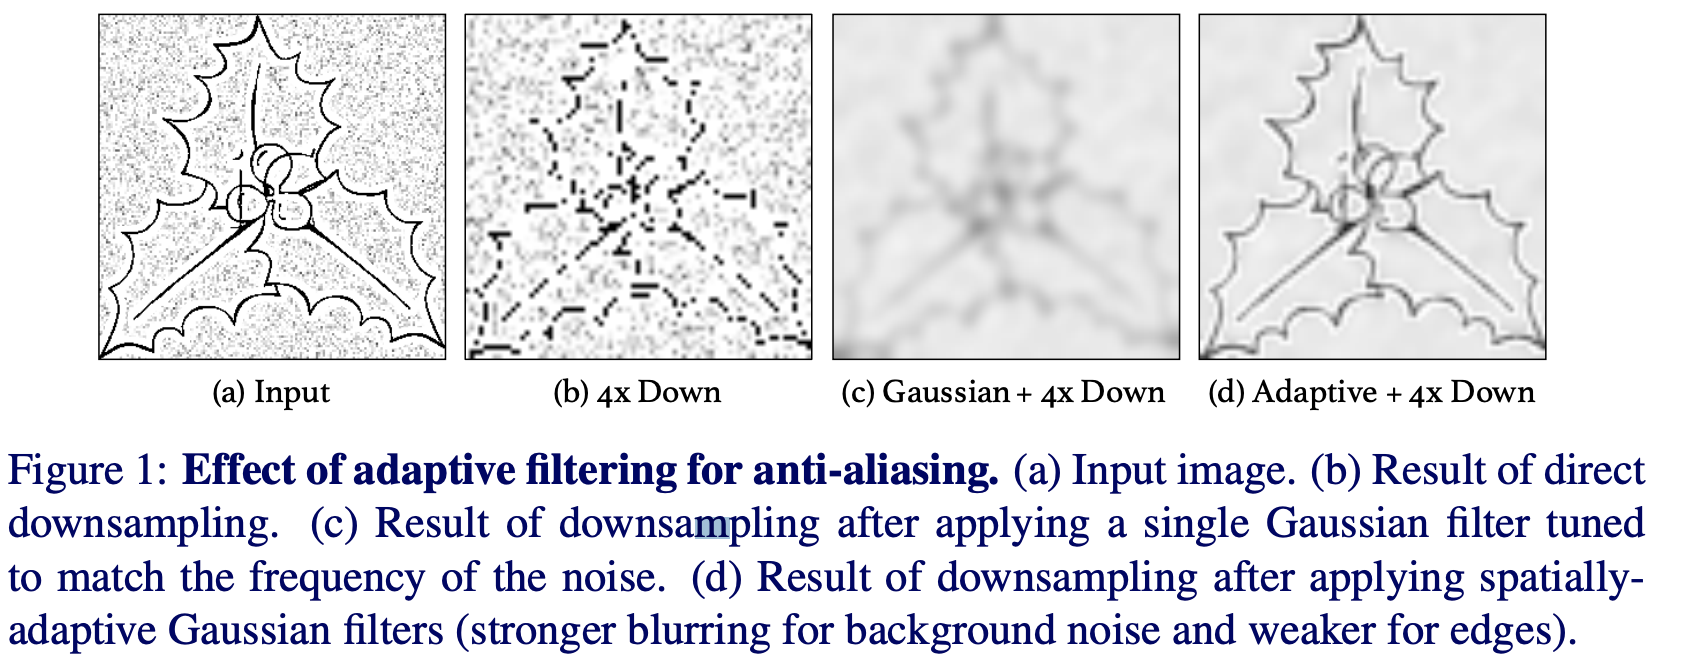 (a) Input (b) 4x Down (c) Gaussian + 4x Down (d) Adaptive + 4x Down
Figure 1: Effect of adaptive filtering for anti-aliasing. (a) Input image. (b) Result of direct
downsampling. (c) Result of downsampling after applying a single Gaussian filter tuned
to match the frequency of the noise. (d) Result of downsampling after applying spatially-
adaptive Gaussian filters (stronger blurring for background noise and weaker for edges).